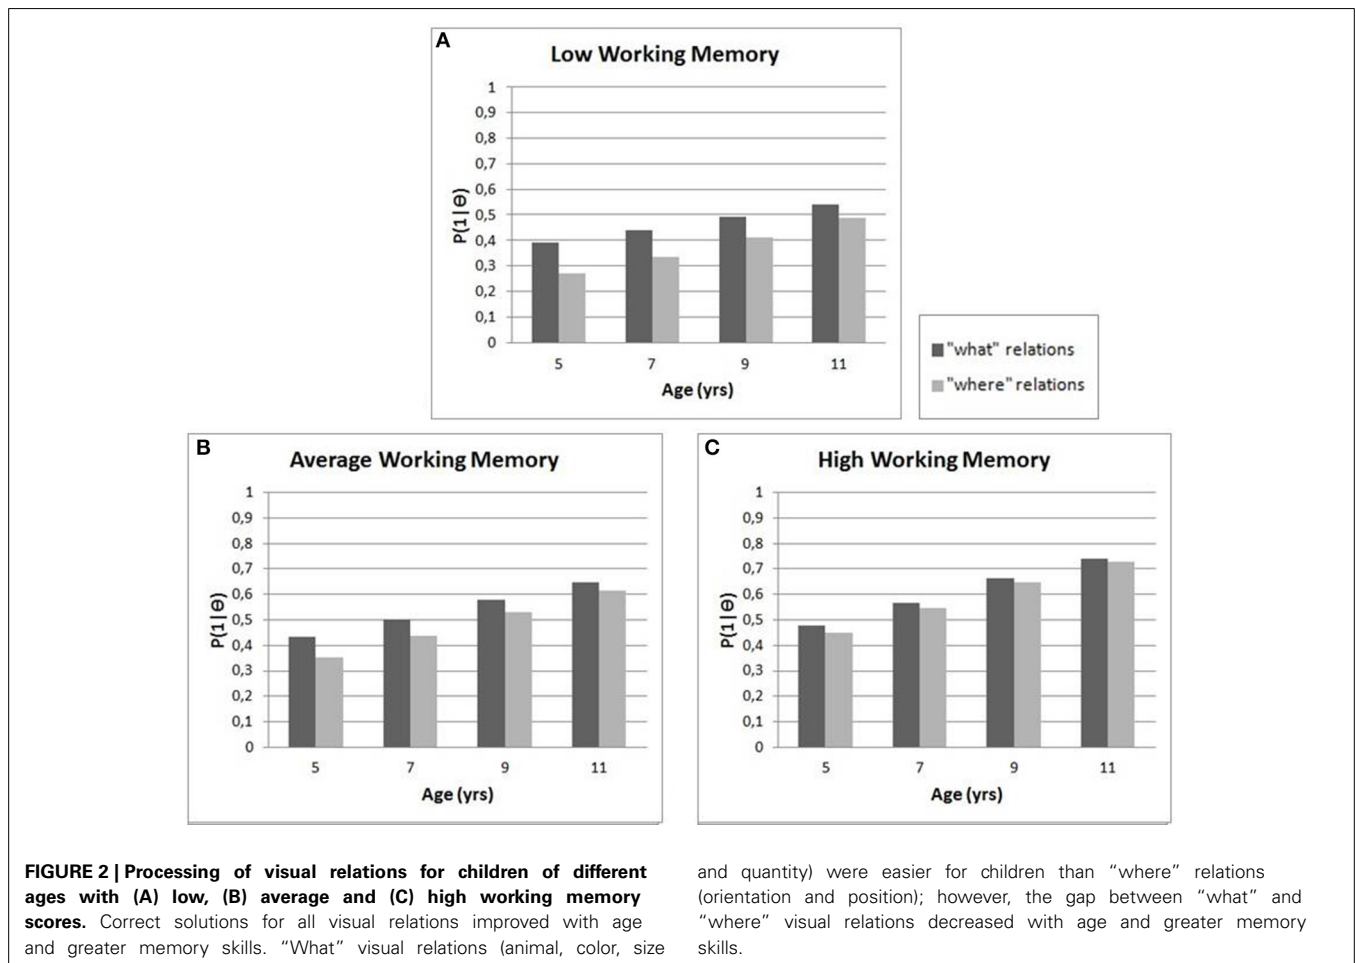 A
Low Working Memory
1
0,9
0,8
0,7
0,6
0,5
0,4
0,3
0,2
0,1
0
P(1|Θ)
5 7 9 11
Age (yrs)
"what" relations
"where" relations
B
Average Working Memory
1
0,9
0,8
0,7
0,6
0,5
0,4
0,3
0,2
0,1
0
P(1|Θ)
5 7 9 11
Age (yrs)
C
High Working Memory
1
0,9
0,8
0,7
0,6
0,5
0,4
0,3
0,2
0,1
0
P(1|Θ)
5 7 9 11
Age (yrs)
FIGURE 2 | Processing of visual relations for children of different
ages with (A) low, (B) average and (C) high working memory
scores. Correct solutions for all visual relations improved with age
and greater memory skills. “What” visual relations (animal, color, size
and quantity) were easier for children than “where” relations
(orientation and position); however, the gap between “what” and
“where” visual relations decreased with age and greater memory
skills.